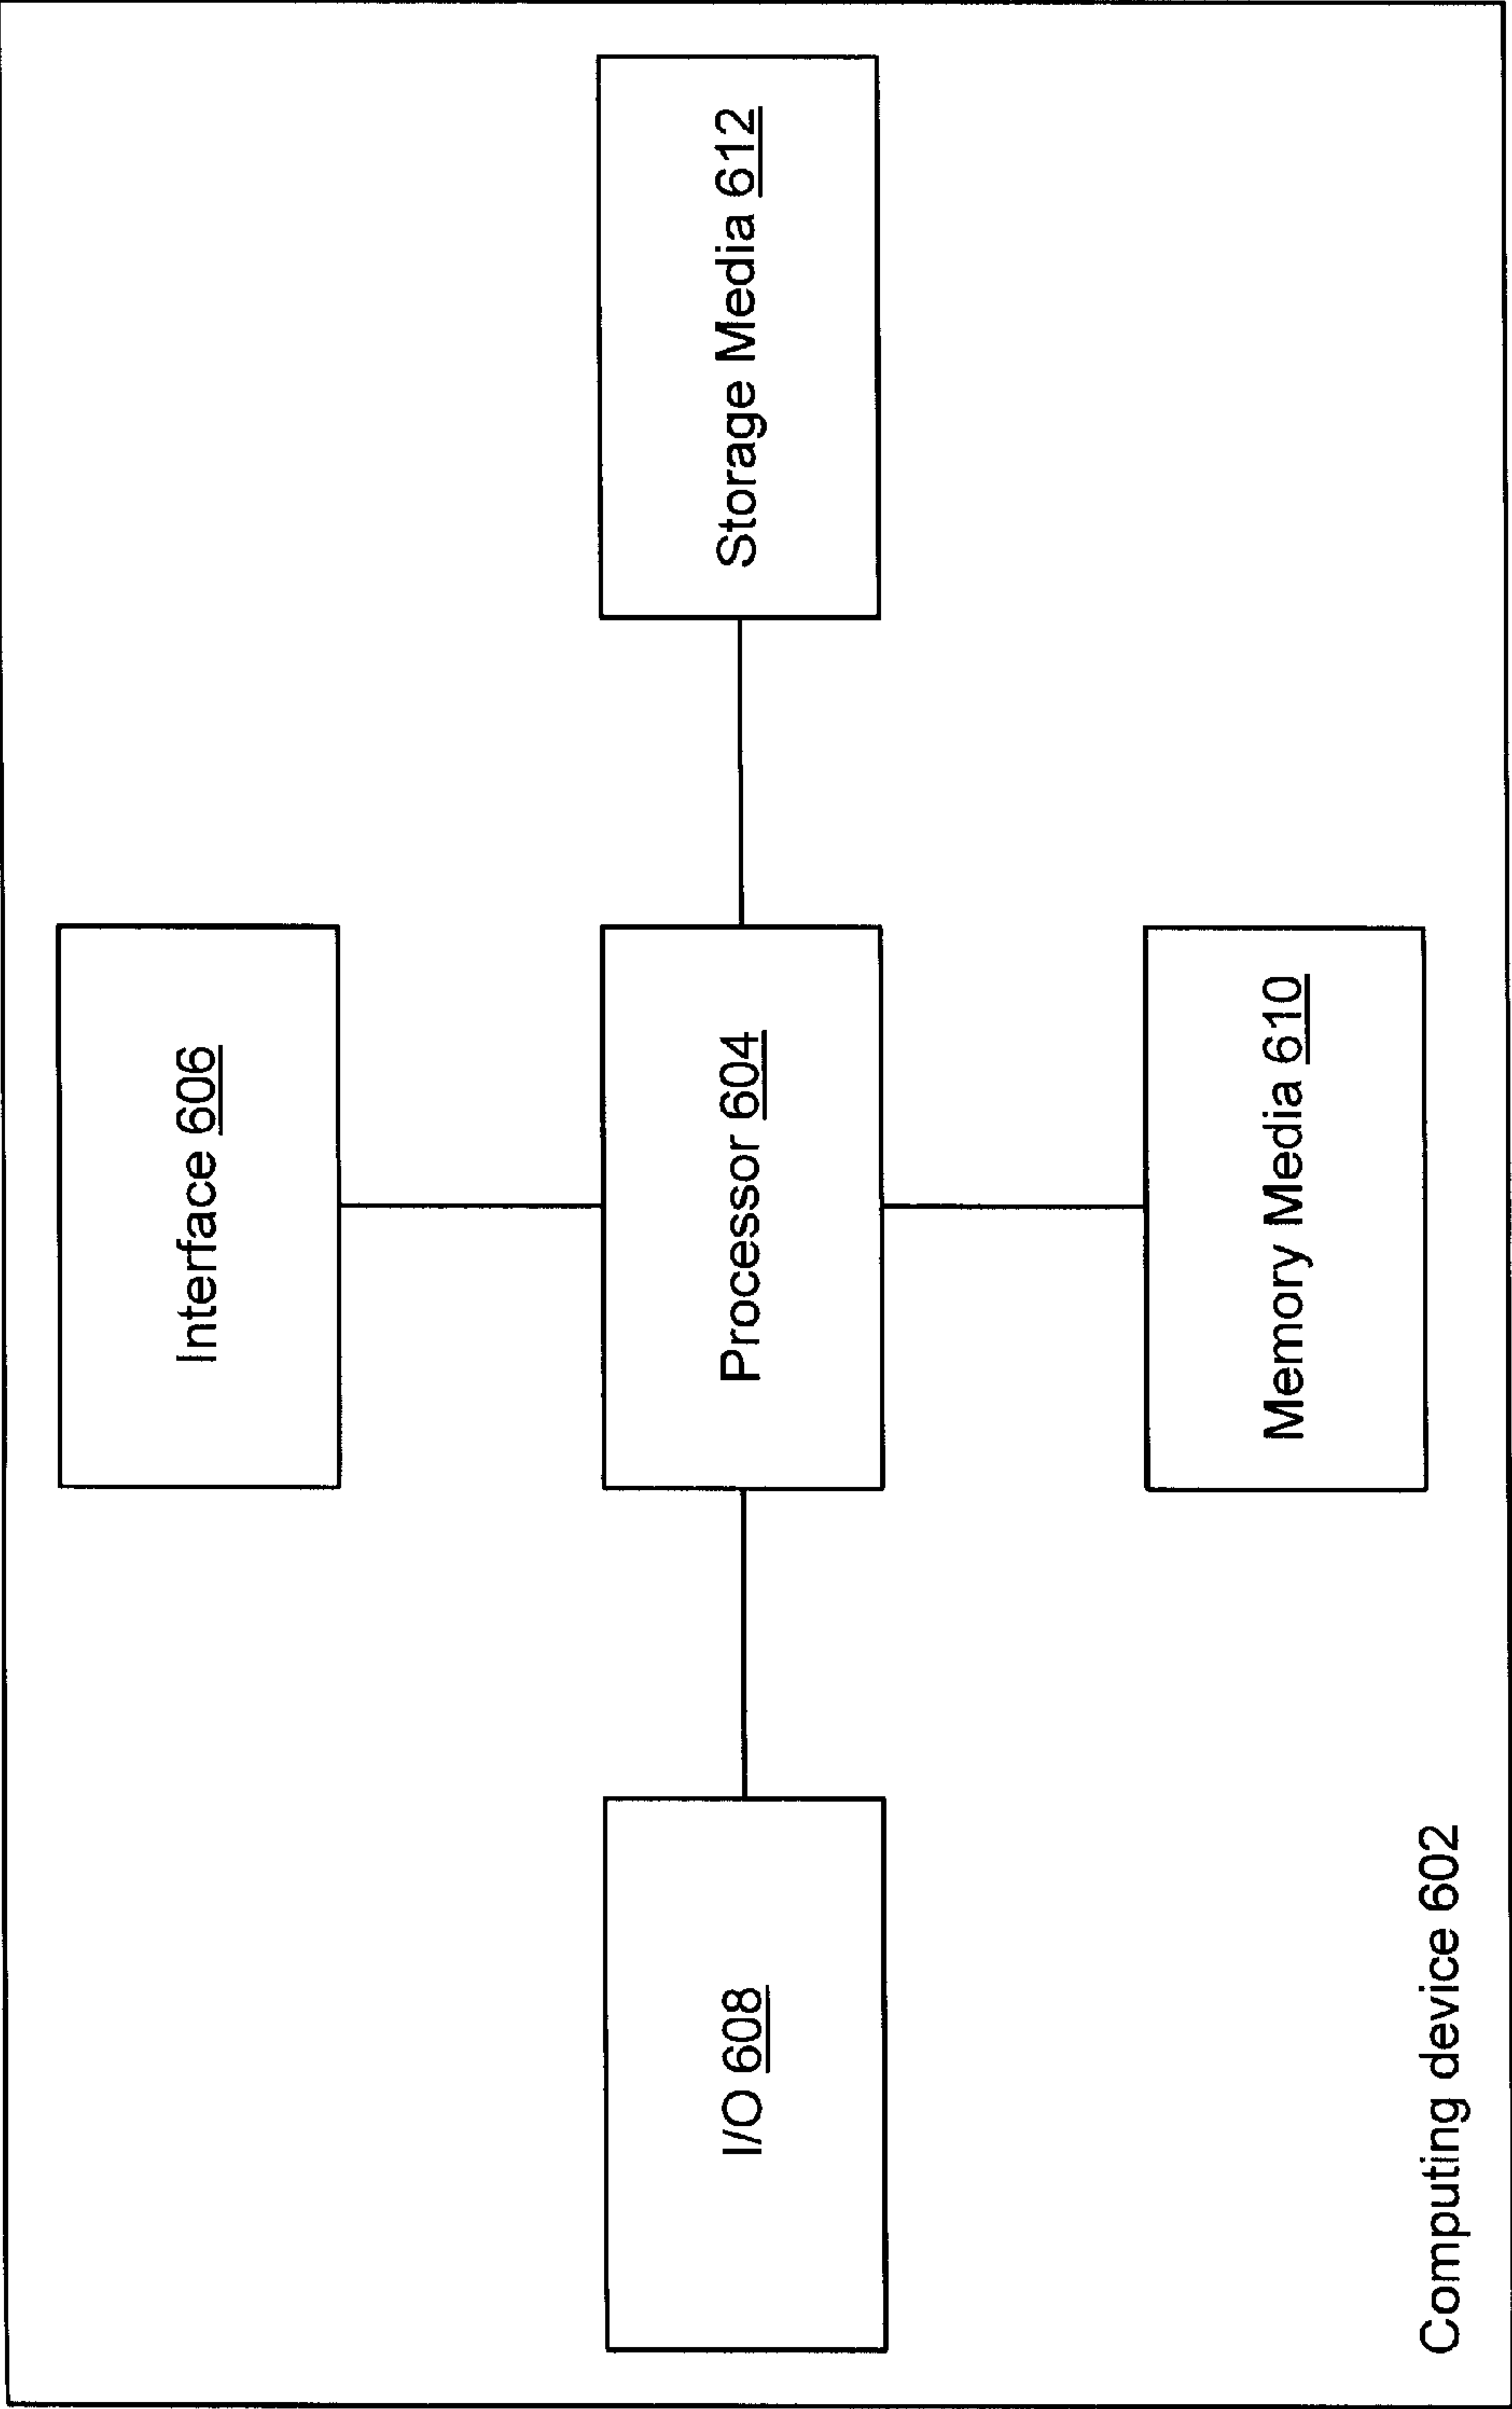 Interface 606
I/O 608
Processor 604
Storage Media 612
Memory Media 610
Computing device 602